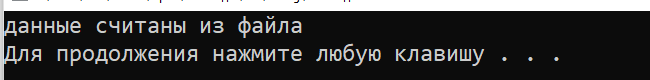 данные считаны из файла
Для продолжения нажмите любую клавишу . . .